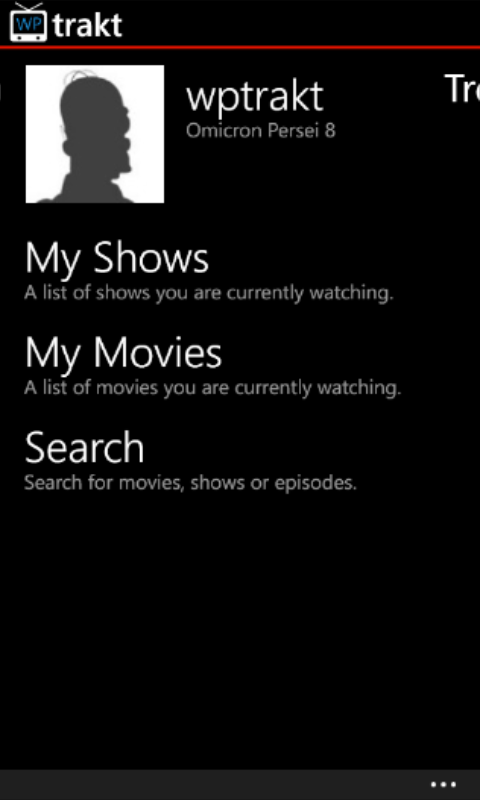 WP trakt
wptrakt
Omicron Persei 8
Tr
My Shows
A list of shows you are currently watching.
My Movies
A list of movies you are currently watching.
Search
Search for movies, shows or episodes.
...